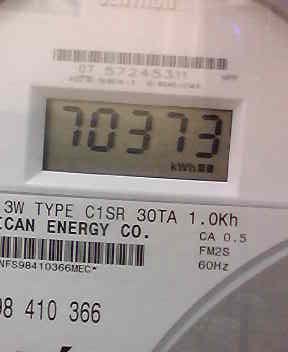 07 57245311
70373
kWh
3W TYPE C1SR 30TA 1.0Kh
ICAN ENERGY CO.
CA 0.5
FM2S
60Hz
NFS98410366MEC*
98 410 366